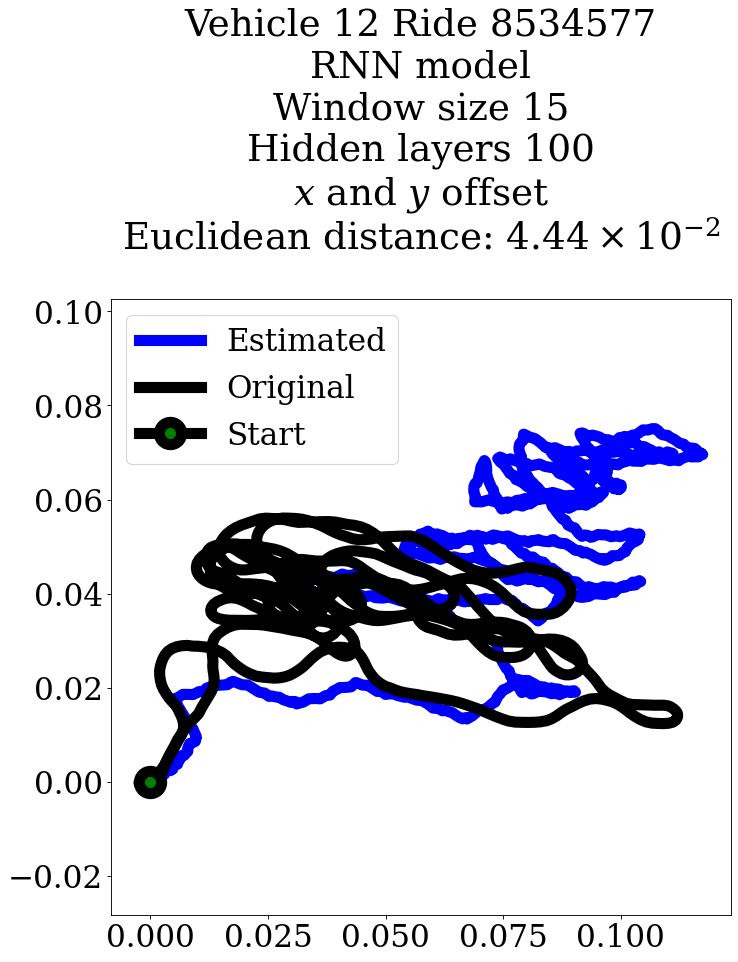 Vehicle 12 Ride 8534577
RNN model
Window size 15
Hidden layers 100
x and y offset
Euclidean distance: 4.44 × 10⁻²
Estimated
Original
Start
0.10
0.08
0.06
0.04
0.02
0.00
−0.02
0.000 0.025 0.050 0.075 0.100